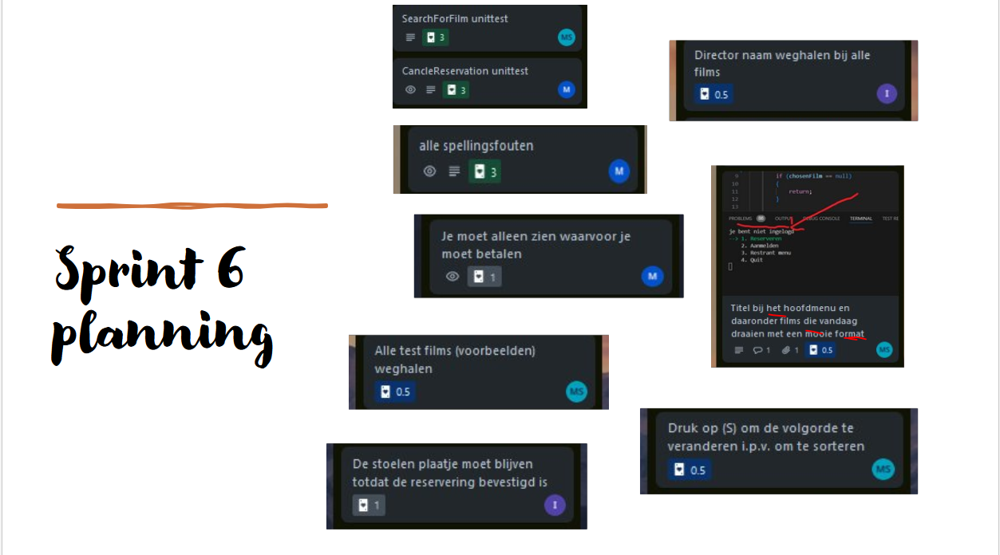 Sprint 6
planning
SearchForFilm unittest
3
MS
CancleReservation unittest
3
M
alle spellingsfouten
3
M
Je moet alleen zien waarvoor je
moet betalen
1
M
Alle test films (voorbeelden)
weghalen
0.5
MS
De stoelen plaatje moet blijven
totdat de reservering bevestigd is
1
I
Director naam weghalen bij alle
films
0.5
I
9 if (chosenFilm == null)
10 {
11 return;
12 }
13
PROBLEMS OUTPUT DEBUG CONSOLE TERMINAL TEST RE
je bent niet ingelogd
--> 1. Reserveren
2. Aanmelden
3. Restrant menu
4. Quit
Titel bij het hoofdmenu en
daaronder films die vandaag
draaien met een mooie format
1 1 0.5
MS
Druk op (S) om de volgorde te
veranderen i.p.v. om te sorteren
0.5
MS